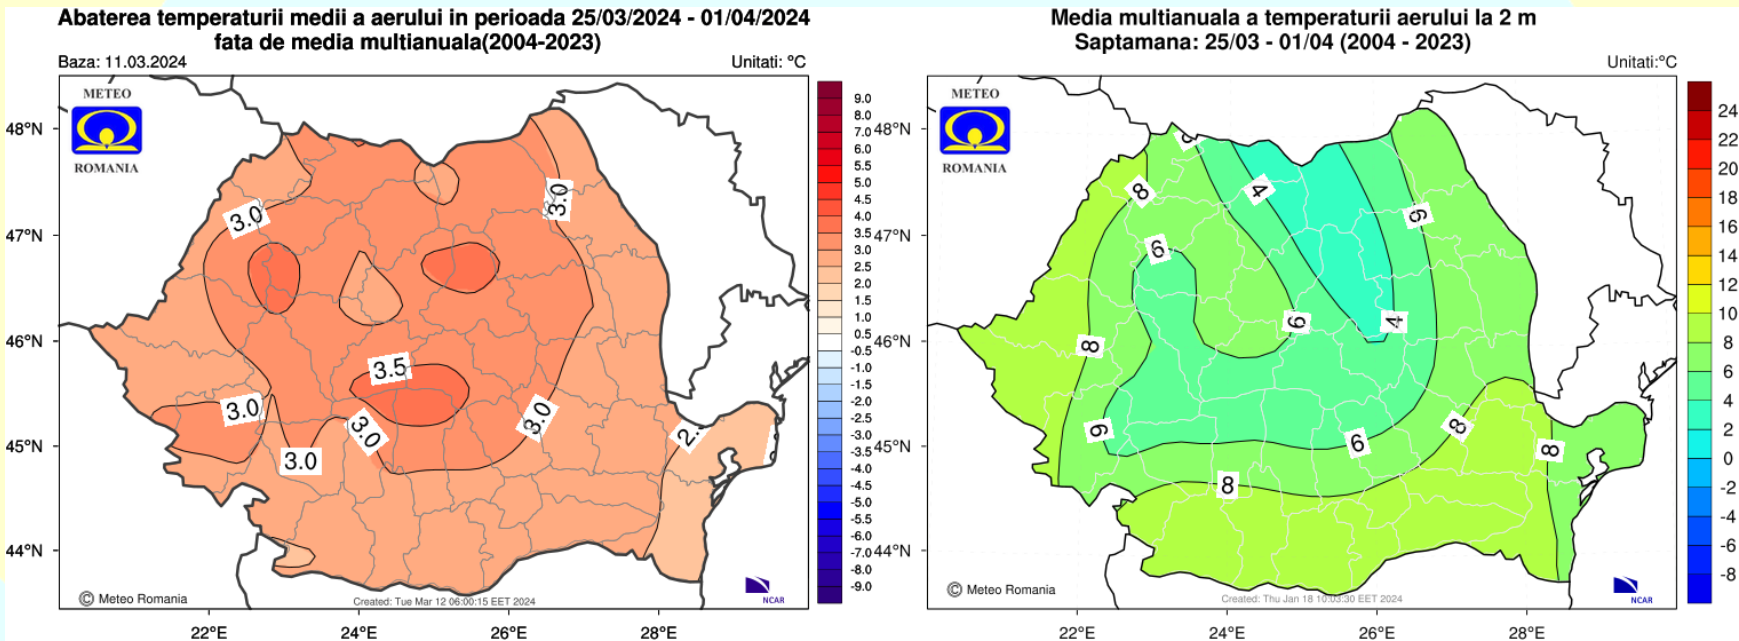 Abaterea temperaturii medii a aerului in perioada 25/03/2024 - 01/04/2024
fata de media multianuala(2004-2023)
Baza: 11.03.2024
Unitati: °C
METEO
ROMANIA
48°N
47°N
46°N
45°N
44°N
3.0
3.0
3.5
3.0
3.0
3.0
3.0
2.
9.0
8.0
7.0
6.0
5.5
5.0
4.5
4.0
3.5
3.0
2.5
2.0
1.5
1.0
0.5
-0.5
-1.0
-1.5
-2.0
-2.5
-3.0
-3.5
-4.0
-4.5
-5.0
-5.5
-6.0
-7.0
-8.0
-9.0
© Meteo Romania
Created: Tue Mar 12 06:00:15 EET 2024
NCAR
22°E
24°E
26°E
28°E
Media multianuala a temperaturii aerului la 2 m
Saptamana: 25/03 - 01/04 (2004 - 2023)
Unitati:°C
METEO
ROMANIA
48°N
47°N
46°N
45°N
44°N
8
4
6
6
6
4
8
6
6
8
8
8
24
22
20
18
16
14
12
10
8
6
4
2
0
-2
-4
-6
-8
© Meteo Romania
Created: Thu Jan 18 10:03:30 EET 2024
NCAR
22°E
24°E
26°E
28°E